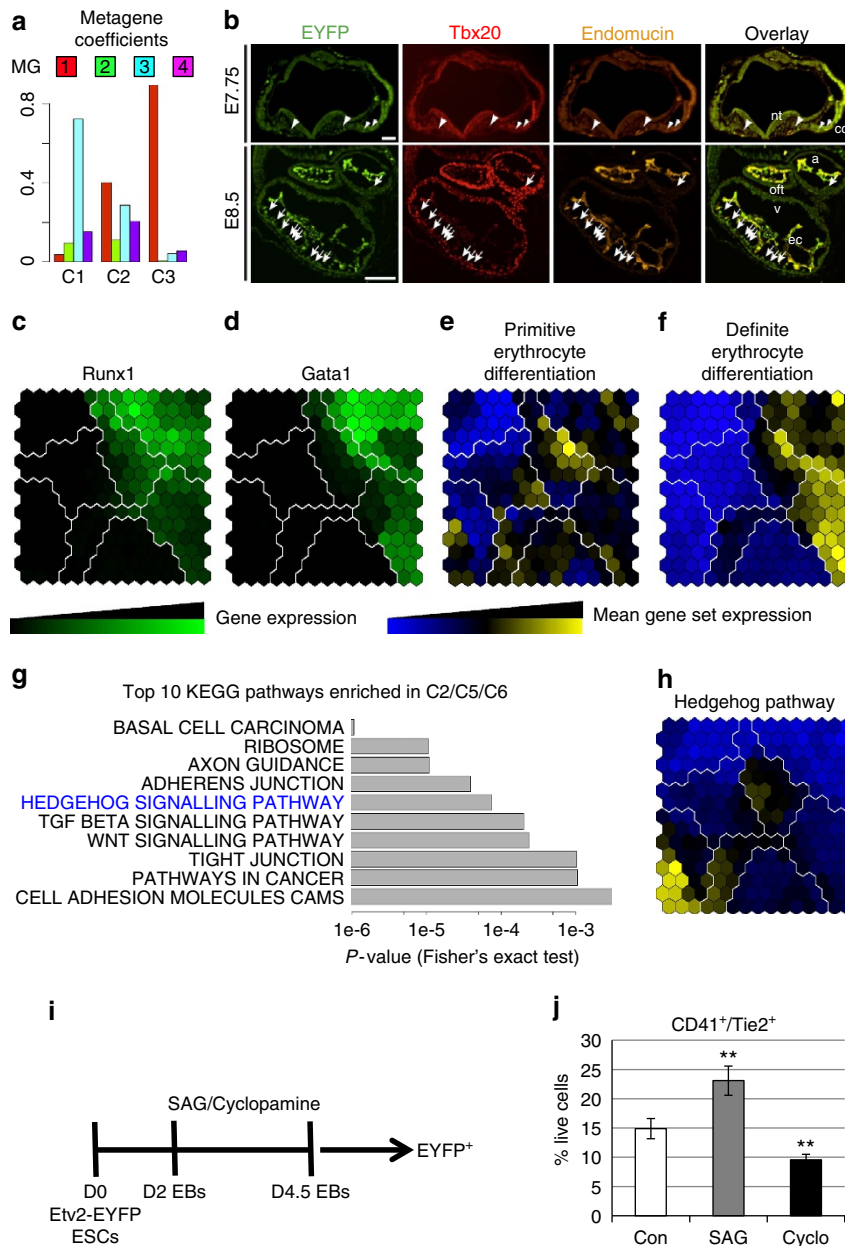 a
Metagene
coefficients
MG 1 2 3 4
0.8
0.4
0
C1 C2 C3
b
EYFP Tbx20 Endomucin Overlay
E7.75
nt
E8.5
a
oft
v
ec
c
Runx1
d
Gata1
e
Primitive
erythrocyte
differentiation
f
Definite
erythrocyte
differentiation
Gene expression
Mean gene set expression
g
Top 10 KEGG pathways enriched in C2/C5/C6
BASAL CELL CARCINOMA
RIBOSOME
AXON GUIDANCE
ADHERENS JUNCTION
HEDGEHOG SIGNALLING PATHWAY
TGF BETA SIGNALLING PATHWAY
WNT SIGNALLING PATHWAY
TIGHT JUNCTION
PATHWAYS IN CANCER
CELL ADHESION MOLECULES CAMS
1e-6 1e-5 1e-4 1e-3
P-value (Fisher's exact test)
h
Hedgehog pathway
i
SAG/Cyclopamine
EYFP+
D0 D2 EBs D4.5 EBs
Etv2-EYFP
ESCs
j
CD41+/Tie2+
% live cells
30
25
20
15
10
5
0
**
**
Con SAG Cyclo